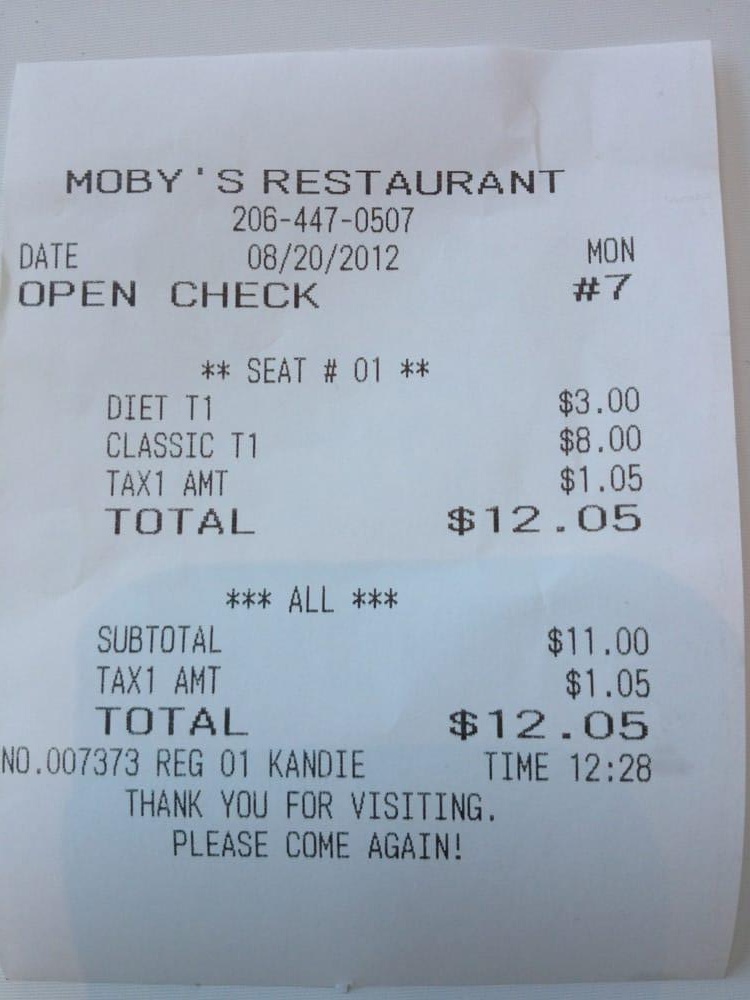 MOBY'S RESTAURANT
206-447-0507
DATE 08/20/2012 MON
OPEN CHECK #7
** SEAT # 01 **
DIET T1 $3.00
CLASSIC T1 $8.00
TAX1 AMT $1.05
TOTAL $12.05
*** ALL ***
SUBTOTAL $11.00
TAX1 AMT $1.05
TOTAL $12.05
NO.007373 REG 01 KANDIE TIME 12:28
THANK YOU FOR VISITING.
PLEASE COME AGAIN!